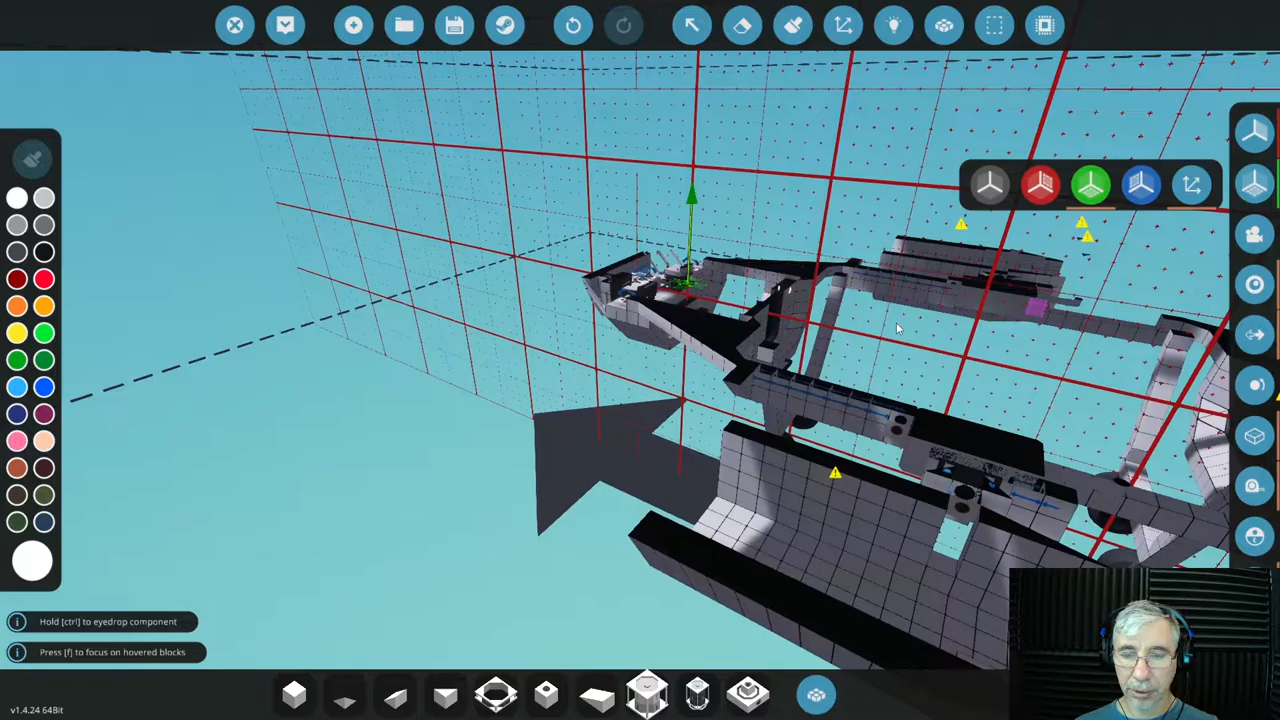 Hold [ctrl] to eyedrop component
Press [f] to focus on hovered blocks
v1.4.24 64Bit